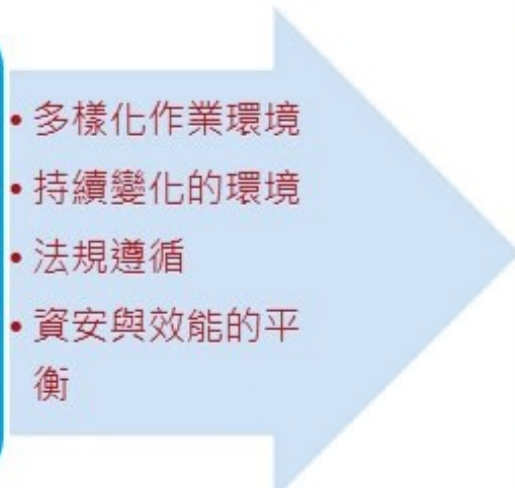 • 多樣化作業環境
• 持續變化的環境
• 法規遵循
• 資安與效能的平
衡